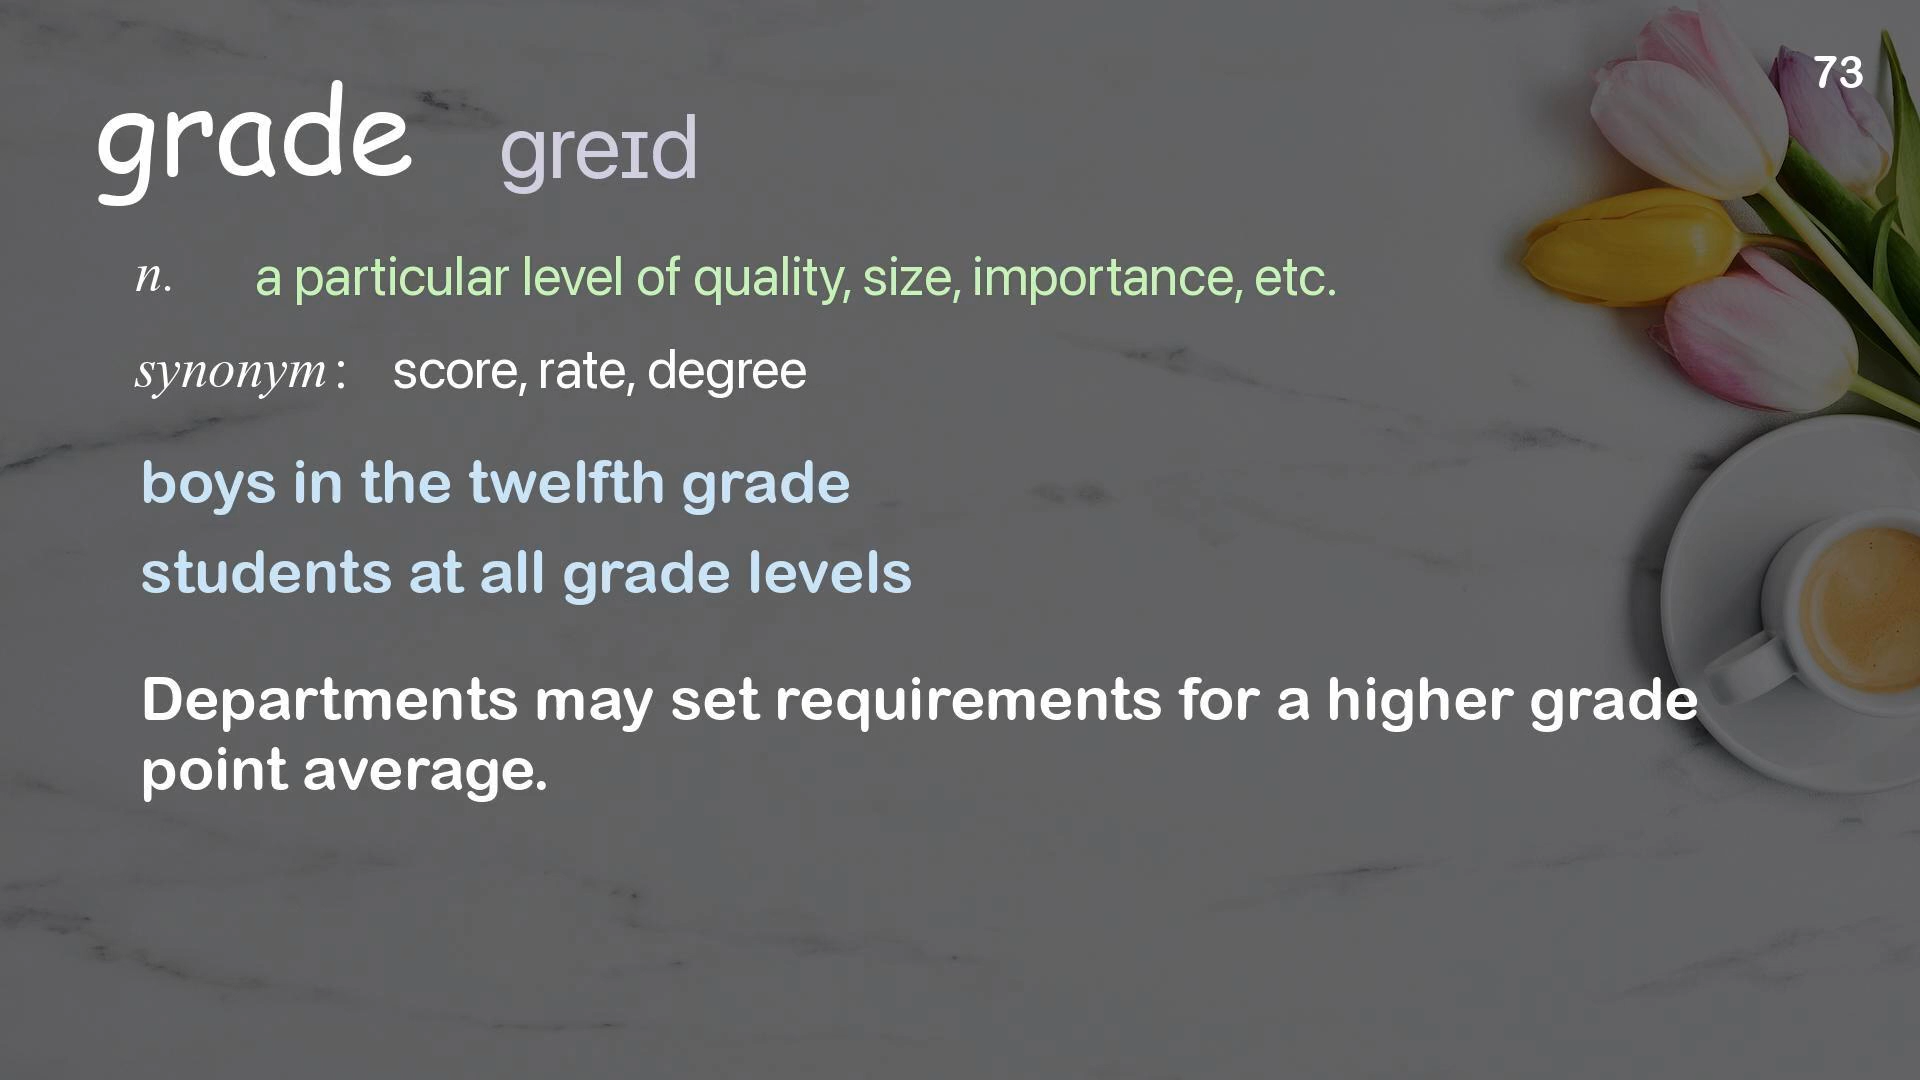 73
grade greɪd
n. a particular level of quality, size, importance, etc.
synonym: score, rate, degree
boys in the twelfth grade
students at all grade levels
Departments may set requirements for a higher grade
point average.